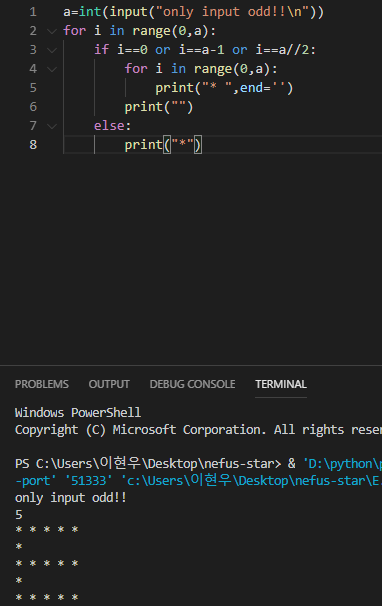 1 a=int(input("only input odd!!\n"))
2 for i in range(0,a):
3     if i==0 or i==a-1 or i==a//2:
4         for i in range(0,a):
5             print("* ",end='')
6         print("")
7     else:
8         print("*")
PROBLEMS OUTPUT DEBUG CONSOLE TERMINAL
Windows PowerShell
Copyright (C) Microsoft Corporation. All rights reser
PS C:\Users\이현우\Desktop\nefus-star> & 'D:\python\p
-port' '51333' 'c:\Users\이현우\Desktop\nefus-star\E.
only input odd!!
5
* * * * *
*
* * * * *
*
* * * * *